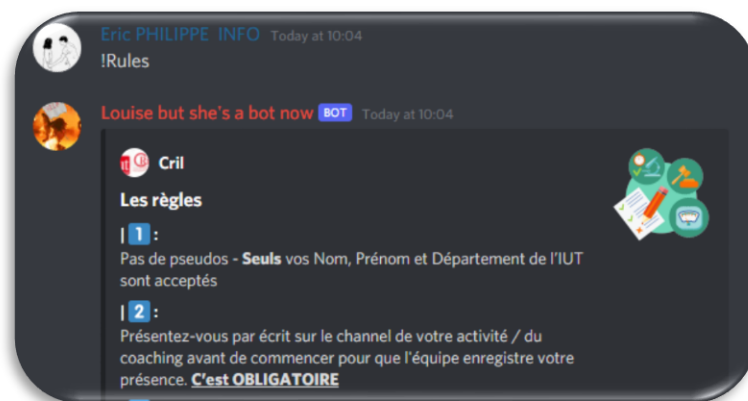 Eric PHILIPPE INFO Today at 10:04
!Rules
Louise but she's a bot now BOT Today at 10:04
Cril
Les règles
| 1 :
Pas de pseudos - Seuls vos Nom, Prénom et Département de l'IUT
sont acceptés
| 2 :
Présentez-vous par écrit sur le channel de votre activité / du
coaching avant de commencer pour que l'équipe enregistre votre
présence. C'est OBLIGATOIRE